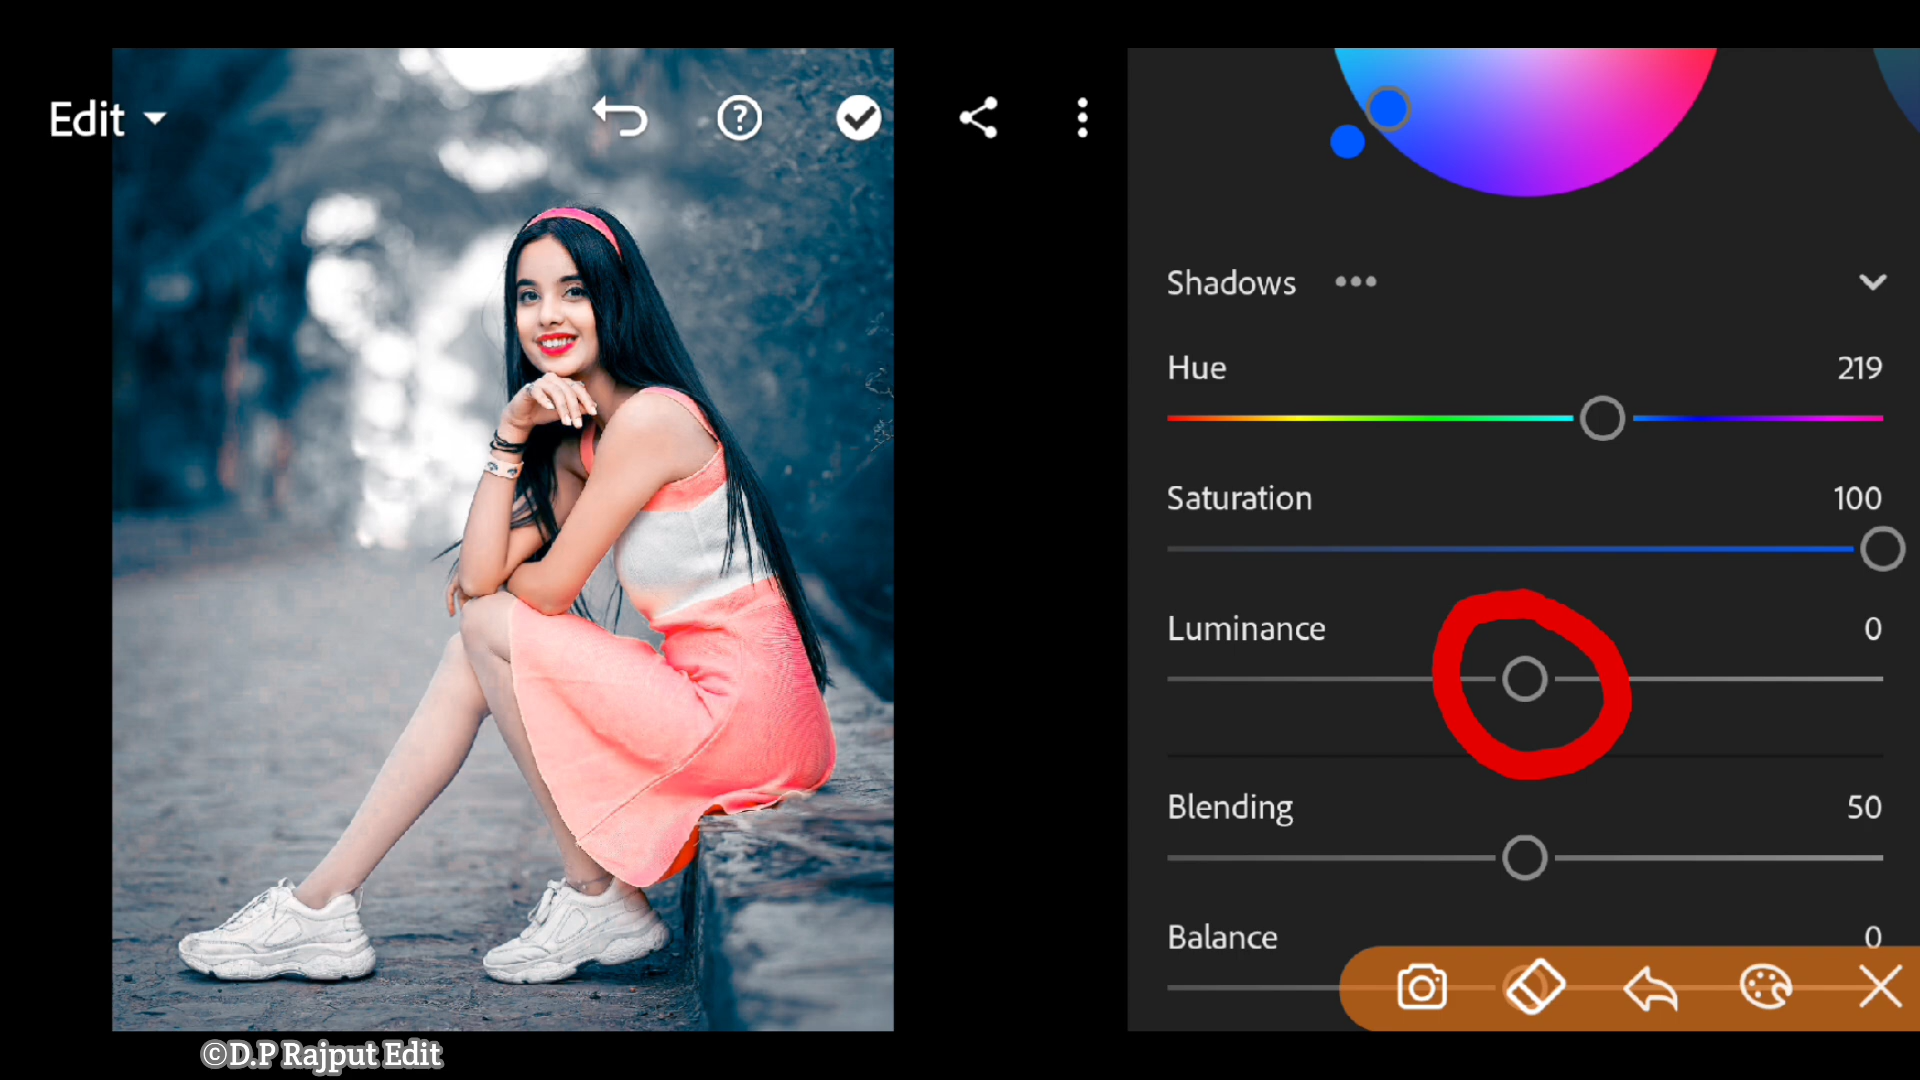 Edit
Shadows
Hue 219
Saturation 100
Luminance 0
Blending 50
Balance 0
©D.P Rajput Edit